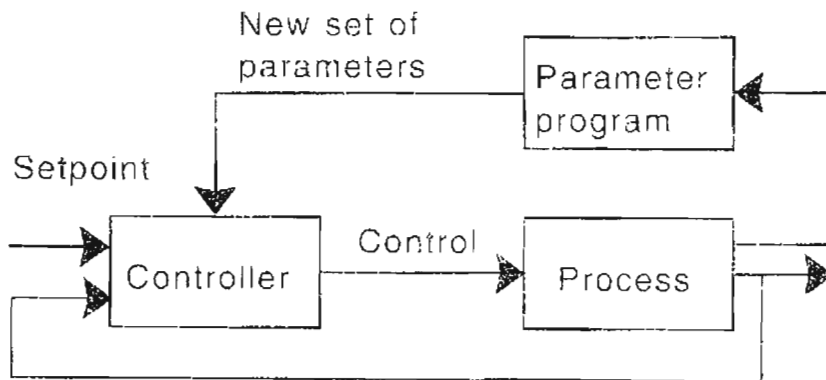 New set of
parameters
Parameter
program
Setpoint
Control
Controller
Process